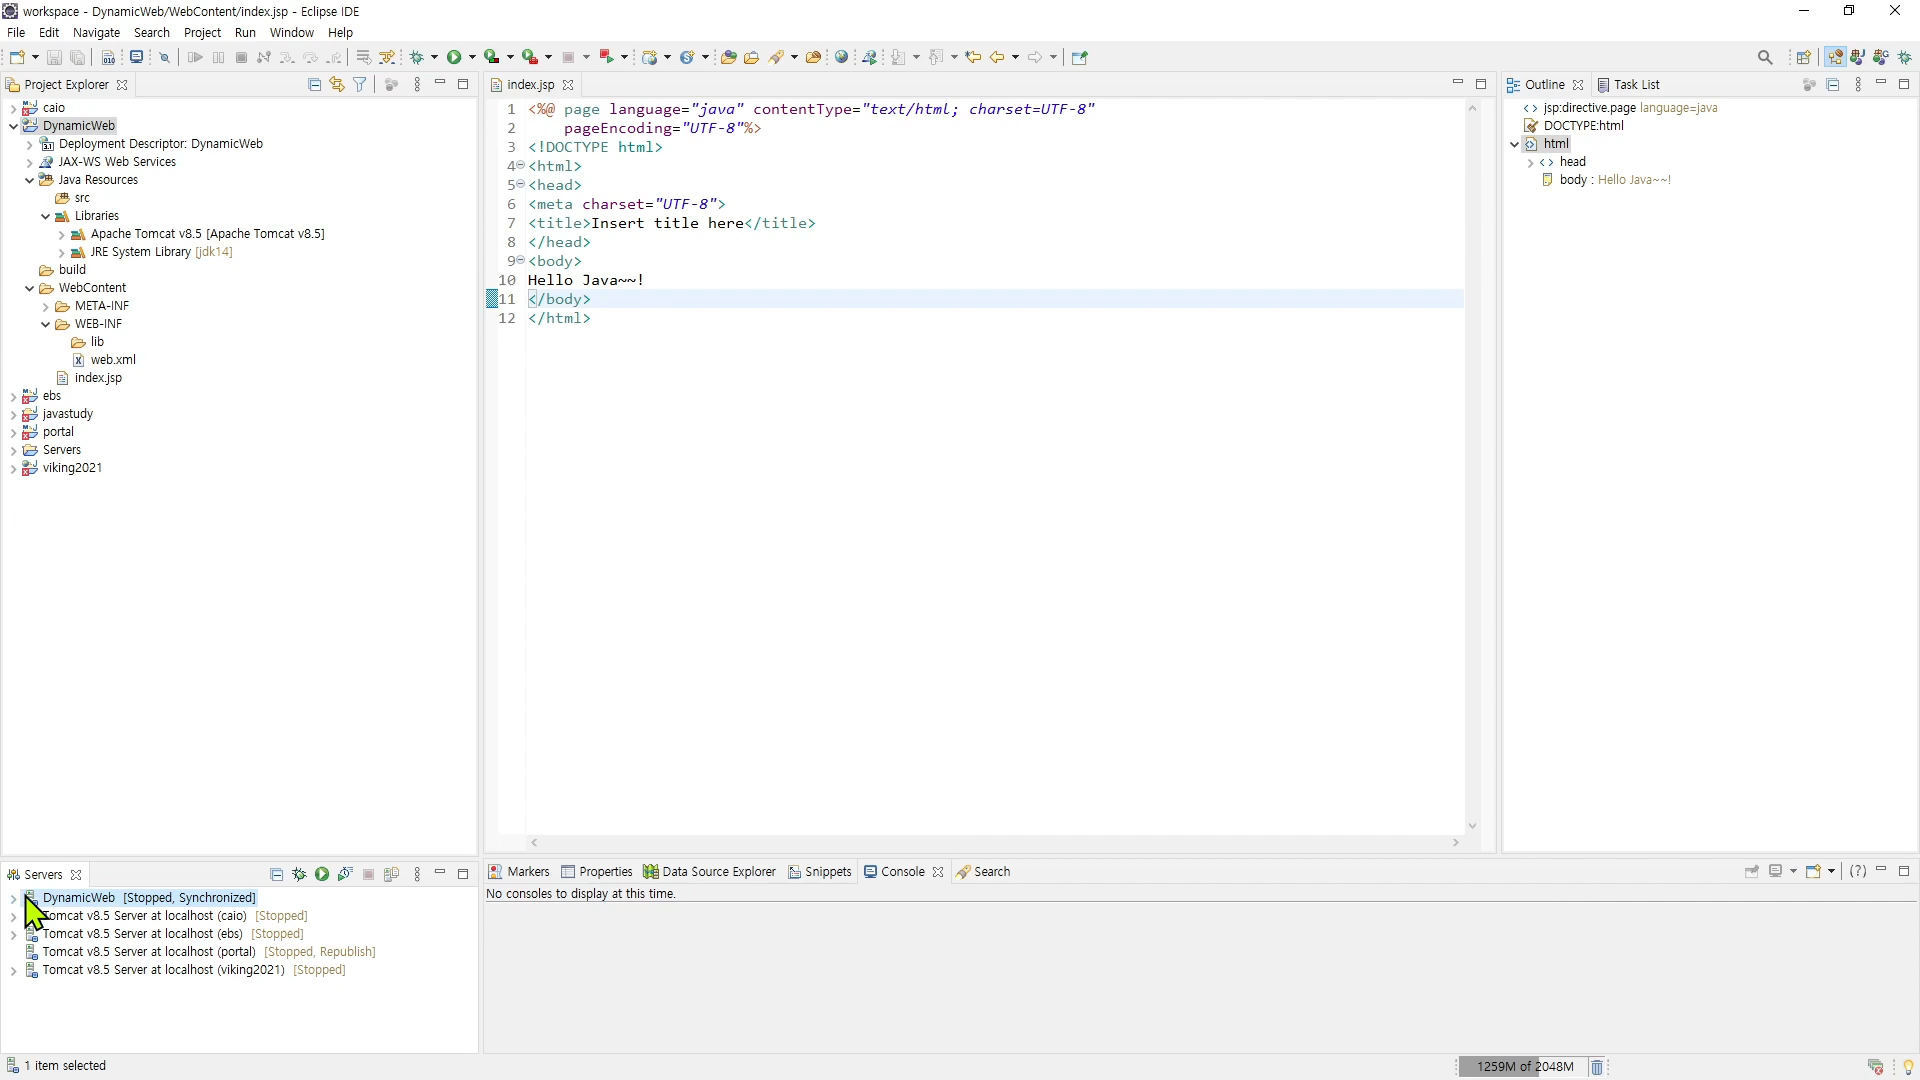 workspace - DynamicWeb/WebContent/index.jsp - Eclipse IDE
File Edit Navigate Search Project Run Window Help
Project Explorer
caio
DynamicWeb
Deployment Descriptor: DynamicWeb
JAX-WS Web Services
Java Resources
src
Libraries
Apache Tomcat v8.5 [Apache Tomcat v8.5]
JRE System Library [jdk14]
build
WebContent
META-INF
WEB-INF
lib
web.xml
index.jsp
ebs
javastudy
portal
Servers
viking2021
index.jsp
1 <%@ page language="java" contentType="text/html; charset=UTF-8"
2 pageEncoding="UTF-8"%>
3 <!DOCTYPE html>
4 <html>
5 <head>
6 <meta charset="UTF-8">
7 <title>Insert title here</title>
8 </head>
9 <body>
10 Hello Java~~!
11 </body>
12 </html>
Outline Task List
jsp:directive.page language=java
DOCTYPE:html
html
head
body : Hello Java~~!
Servers
DynamicWeb [Stopped, Synchronized]
Tomcat v8.5 Server at localhost (caio) [Stopped]
Tomcat v8.5 Server at localhost (ebs) [Stopped]
Tomcat v8.5 Server at localhost (portal) [Stopped, Republish]
Tomcat v8.5 Server at localhost (viking2021) [Stopped]
Markers Properties Data Source Explorer Snippets Console Search
No consoles to display at this time.
1 item selected
1259M of 2048M